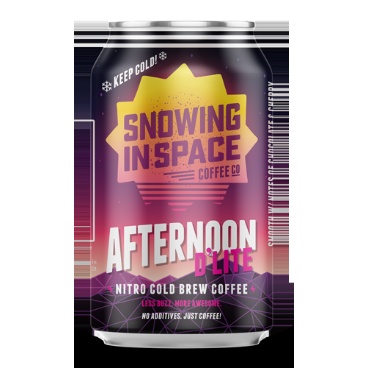 KEEP COLD!
SNOWING
IN SPACE
COFFEE CO
AFTERNOON
D'LITE
NITRO COLD BREW COFFEE
LESS BUZZ. MORE AWESOME.
NO ADDITIVES. JUST COFFEE!
SMOOTH W/ NOTES OF CHOCOLATE & CHERRY